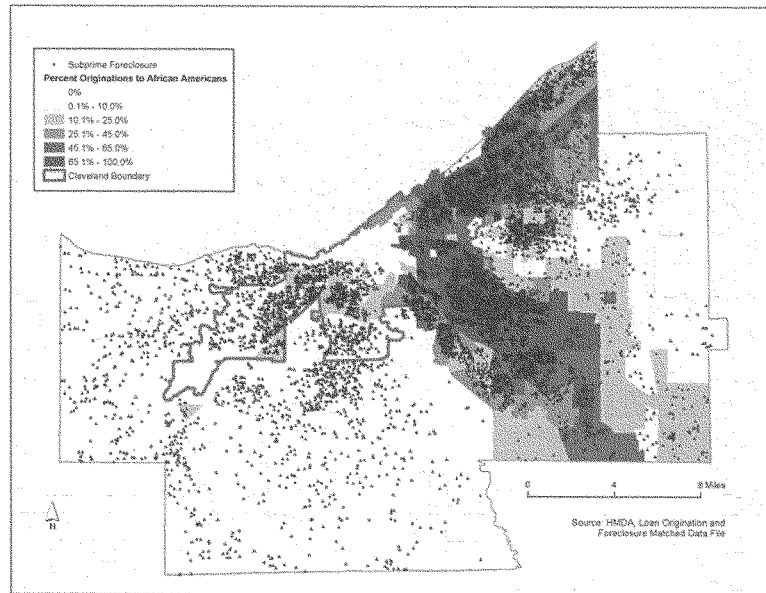 Subprime Foreclosure
Percent Originations to African Americans
0%
0.1% - 10.0%
10.1% - 25.0%
25.1% - 45.0%
45.1% - 65.0%
65.1% - 100.0%
Cleveland Boundary
0 4 8 Miles
N
Source: HMDA, Loan Origination and
Foreclosure Matched Data File